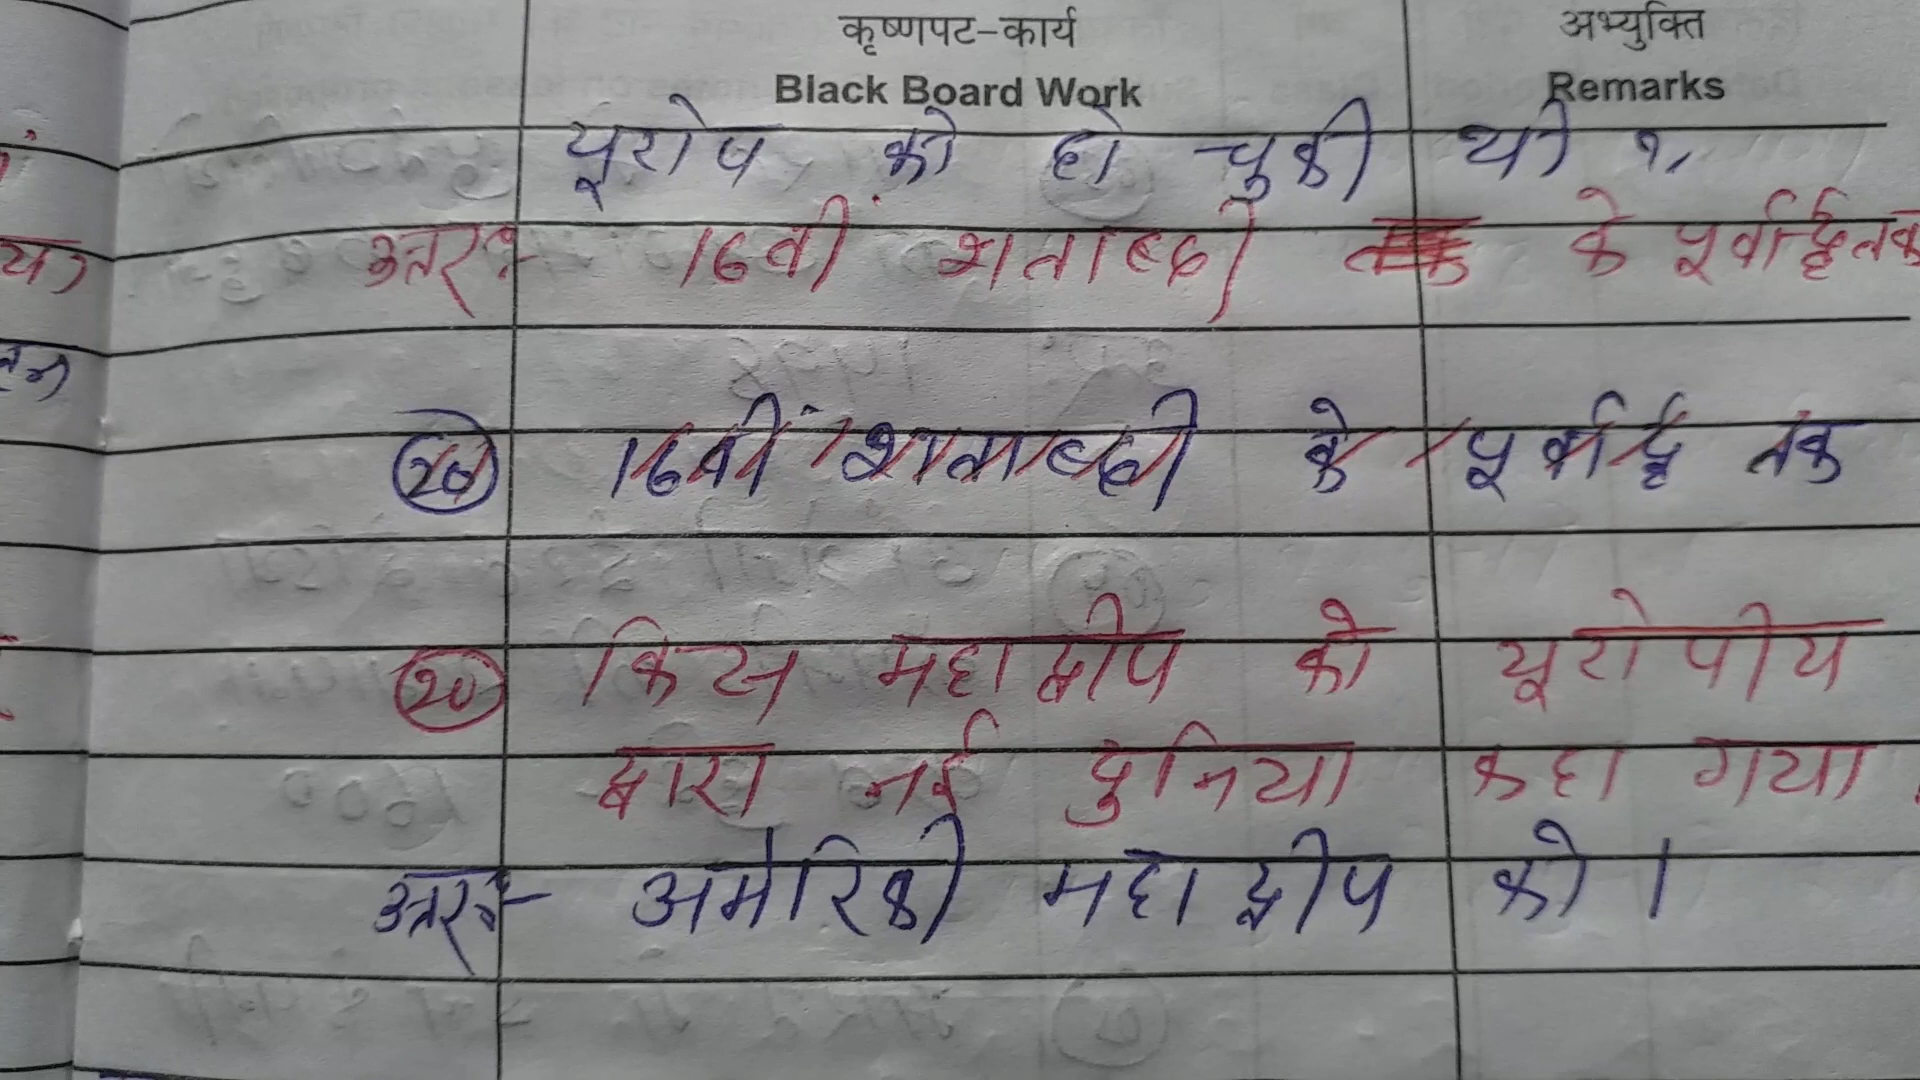 कृष्णपट-कार्य अभ्युक्ति
Black Board Work Remarks
यूरोप को हो चुकी थी ?
उत्तर:- 16वीं शताब्दी के पूर्वार्द्ध तक
20 16वीं शताब्दी के पूर्वार्द्ध तक
20 किस महाद्वीप को यूरोपीय
द्वारा नई दुनिया कहा गया
उत्तर:- अमेरिकी महाद्वीप को ।